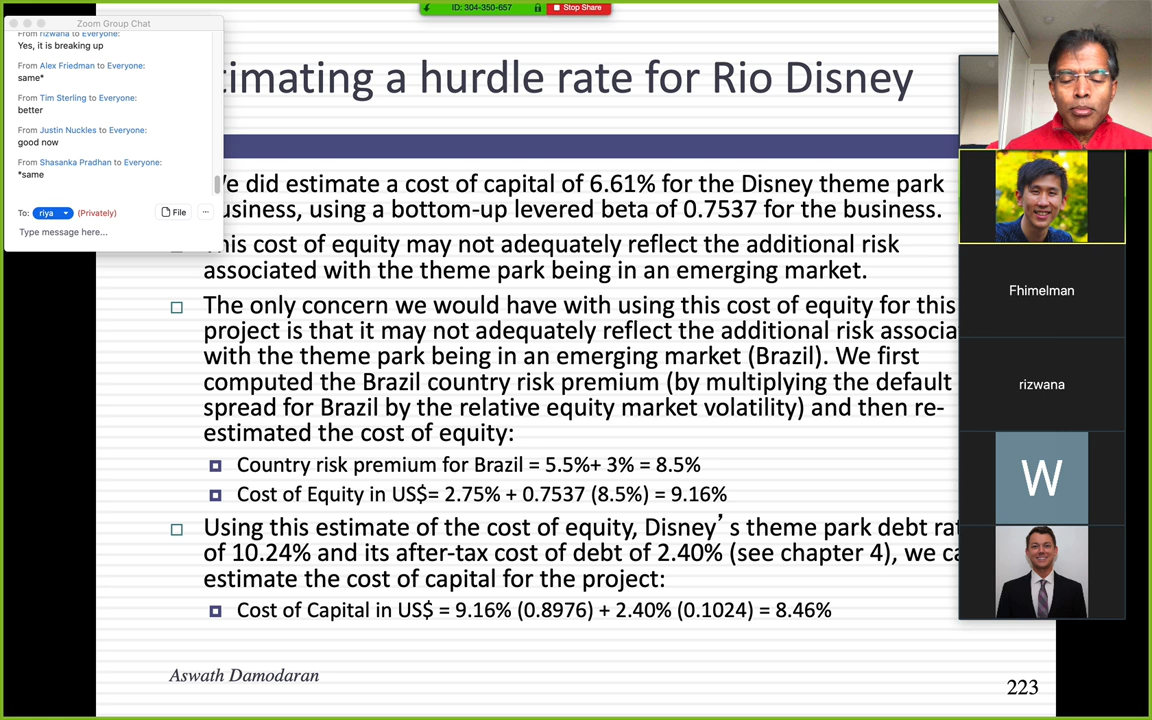 ID: 304-350-657
Stop Share
Zoom Group Chat
From rizwana to Everyone:
Yes, it is breaking up
From Alex Friedman to Everyone:
same*
From Tim Sterling to Everyone:
better
From Justin Nuckles to Everyone:
good now
From Shasanka Pradhan to Everyone:
*same
To: riya (Privately) File ...
Type message here...
timating a hurdle rate for Rio Disney
e did estimate a cost of capital of 6.61% for the Disney theme park
usiness, using a bottom-up levered beta of 0.7537 for the business.
his cost of equity may not adequately reflect the additional risk
associated with the theme park being in an emerging market.
The only concern we would have with using this cost of equity for this
project is that it may not adequately reflect the additional risk associa
with the theme park being in an emerging market (Brazil). We first
computed the Brazil country risk premium (by multiplying the default
spread for Brazil by the relative equity market volatility) and then re-
estimated the cost of equity:
Country risk premium for Brazil = 5.5%+ 3% = 8.5%
Cost of Equity in US$= 2.75% + 0.7537 (8.5%) = 9.16%
Using this estimate of the cost of equity, Disney's theme park debt rat
of 10.24% and its after-tax cost of debt of 2.40% (see chapter 4), we ca
estimate the cost of capital for the project:
Cost of Capital in US$ = 9.16% (0.8976) + 2.40% (0.1024) = 8.46%
Aswath Damodaran
223
Fhimelman
rizwana
W